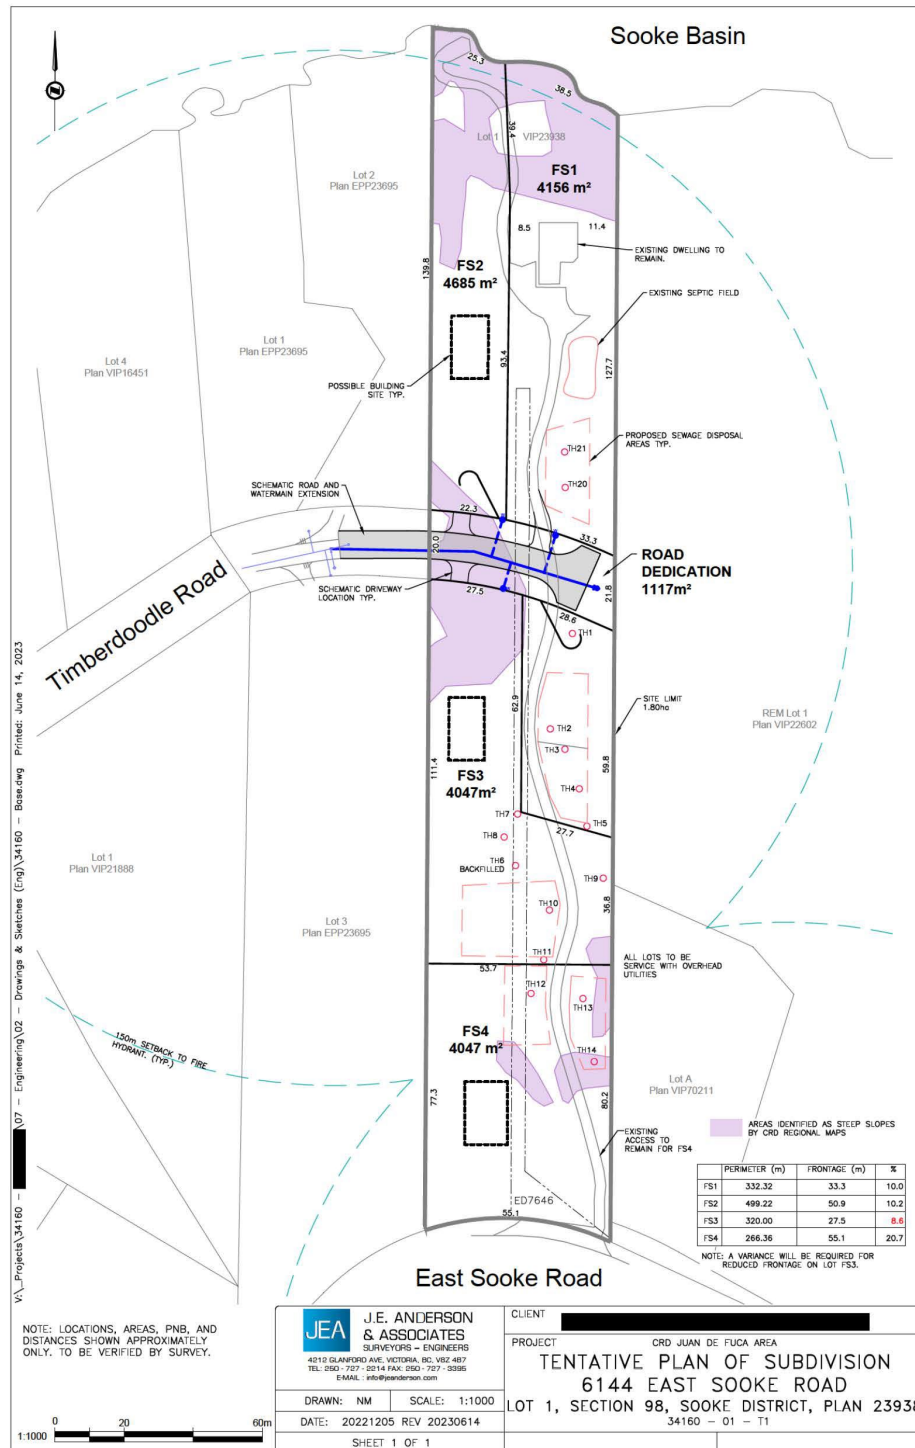 Sooke Basin
25.3
38.5
39.4
Lot 1
VIP23938
Lot 2
Plan EPP23695
FS1
4156 m²
8.5
11.4
EXISTING DWELLING TO
REMAIN.
139.8
FS2
4685 m²
EXISTING SEPTIC FIELD
Lot 1
Plan EPP23695
Lot 4
Plan VIP16451
93.4
127.7
POSSIBLE BUILDING
SITE TYP.
PROPOSED SEWAGE DISPOSAL
AREAS TYP.
TH21
TH20
SCHEMATIC ROAD AND
WATERMAIN EXTENSION
22.3
33.3
20.0
ROAD
DEDICATION
1117m²
21.8
Timberdoodle Road
SCHEMATIC DRIVEWAY
LOCATION TYP.
27.5
28.6
TH1
SITE LIMIT
1.80ha
62.9
REM Lot 1
Plan VIP22602
TH2
TH3
59.8
111.4
FS3
4047m²
TH4
TH7
TH5
27.7
TH8
TH6
BACKFILLED
TH9
Lot 1
Plan VIP21888
36.8
TH10
Lot 3
Plan EPP23695
TH11
53.7
ALL LOTS TO BE
SERVICE WITH OVERHEAD
UTILITIES
TH12
TH13
FS4
4047 m²
150m SETBACK TO FIRE
HYDRANT. (TYP.)
TH14
Lot A
Plan VIP70211
77.3
80.2
AREAS IDENTIFIED AS STEEP SLOPES
BY CRD REGIONAL MAPS
EXISTING
ACCESS TO
REMAIN FOR FS4
PERIMETER (m) FRONTAGE (m) %
FS1 332.32 33.3 10.0
FS2 499.22 50.9 10.2
FS3 320.00 27.5 8.6
FS4 266.36 55.1 20.7
NOTE: A VARIANCE WILL BE REQUIRED FOR
REDUCED FRONTAGE ON LOT FS3.
ED7646
55.1
East Sooke Road
V:\_Projects\34160 - \07 - Engineering\02 - Drawings & Sketches (Eng)\34160 - Base.dwg Printed: June 14, 2023
NOTE: LOCATIONS, AREAS, PNB, AND
DISTANCES SHOWN APPROXIMATELY
ONLY. TO BE VERIFIED BY SURVEY.
1:1000
0 20 60m
JEA
J.E. ANDERSON
& ASSOCIATES
SURVEYORS - ENGINEERS
4212 GLANFORD AVE, VICTORIA, BC, V8Z 4B7
TEL: 250 - 727 - 2214 FAX: 250 - 727 - 3395
E-MAIL : info@jeanderson.com
DRAWN: NM SCALE: 1:1000
DATE: 20221205 REV 20230614
SHEET 1 OF 1
CLIENT
PROJECT CRD JUAN DE FUCA AREA
TENTATIVE PLAN OF SUBDIVISION
6144 EAST SOOKE ROAD
LOT 1, SECTION 98, SOOKE DISTRICT, PLAN 23938
34160 - 01 - T1